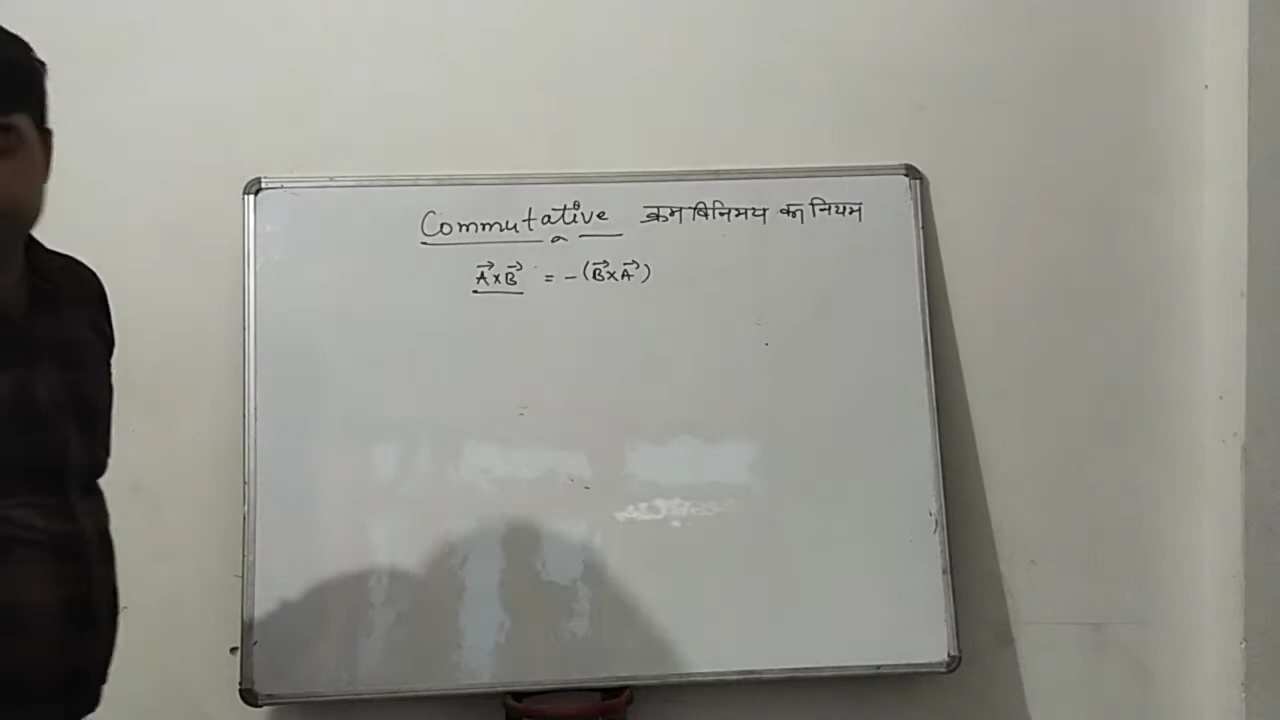 Commutative क्रम विनिमय का नियम
A⃗×B⃗ = -(B⃗×A⃗)